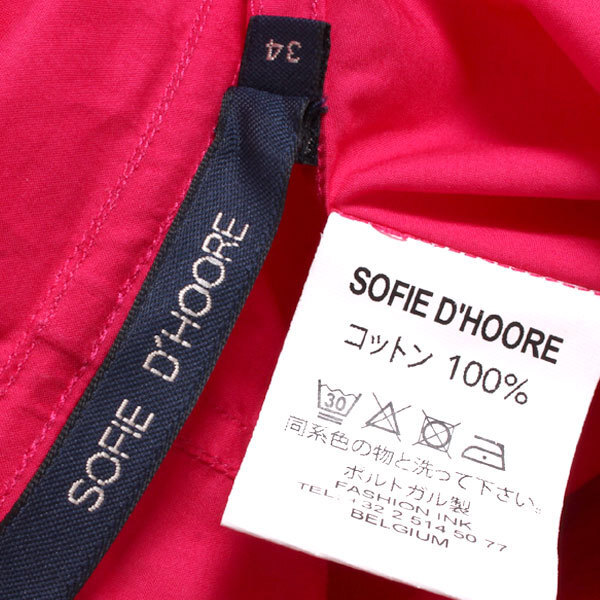 34
SOFIE D'HOORE
SOFIE D'HOORE
コットン 100%
30
同系色の物と洗って下さい。
ポルトガル製
FASHION INK
TEL. +32 2 514 50 77
BELGIUM